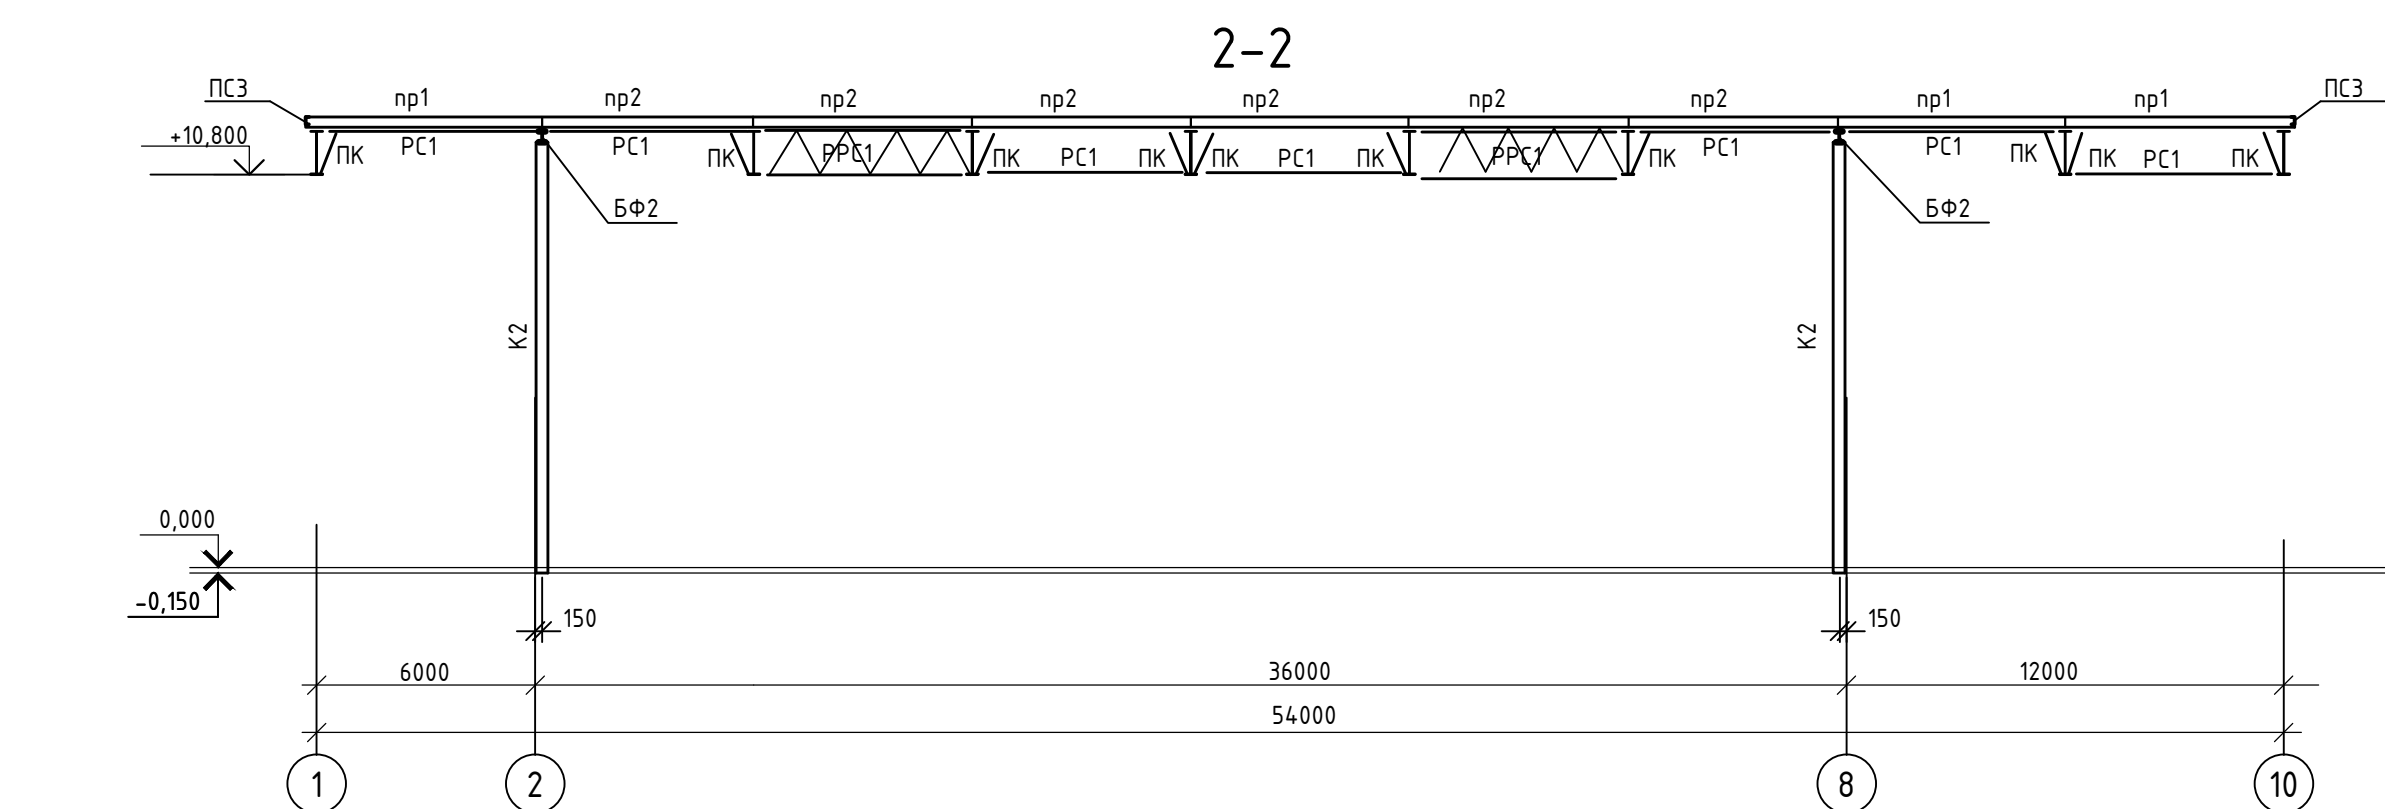 2-2
ПС3 пр1 пр2 пр2 пр2 пр2 пр2 пр2 пр1 пр1 ПС3
+10,800 ПК РС1 РС1 ПК РРС1 ПК РС1 ПК ПК РС1 ПК РРС1 ПК РС1 РС1 ПК ПК РС1 ПК
БФ2 БФ2
К2 К2
0,000
-0,150
150 150
6000 36000 12000
54000
1 2 8 10